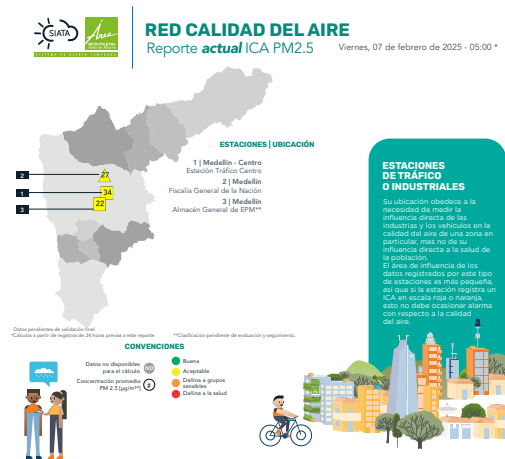 SIATA
SISTEMA DE ALERTA TEMPRANA
Área
METROPOLITANA
Valle de Aburrá
RED CALIDAD DEL AIRE
Reporte actual ICA PM2.5
Viernes, 07 de febrero de 2025 - 05:00 *
ESTACIONES | UBICACIÓN
1 | Medellín - Centro
Estación Tráfico Centro
2 | Medellín
Fiscalía General de la Nación
3 | Medellín
Almacén General de EPM**
2
27
1
34
3
22
ESTACIONES
DE TRÁFICO
O INDUSTRIALES
Su ubicación obedece a la
necesidad de medir la
influencia directa de las
industrias y los vehículos en la
calidad del aire de una zona en
particular, mas no de su
influencia directa a la salud de
la población.
El área de influencia de los
datos registrados por este tipo
de estaciones es más pequeña,
así que si la estación registra un
ICA en escala roja o naranja,
esto no debe ocasionar alarma
con respecto a la calidad
del aire.
Datos pendientes de validación final.
*Cálculos a partir de registros de 24 horas previas a este reporte
**Clasificación pendiente de evaluación y seguimiento.
CONVENCIONES
Datos no disponibles
para el cálculo
ND
Concentración promedio
PM 2.5 (µg/m³)
#
Buena
Aceptable
Dañina a grupos
sensibles
Dañina a la salud